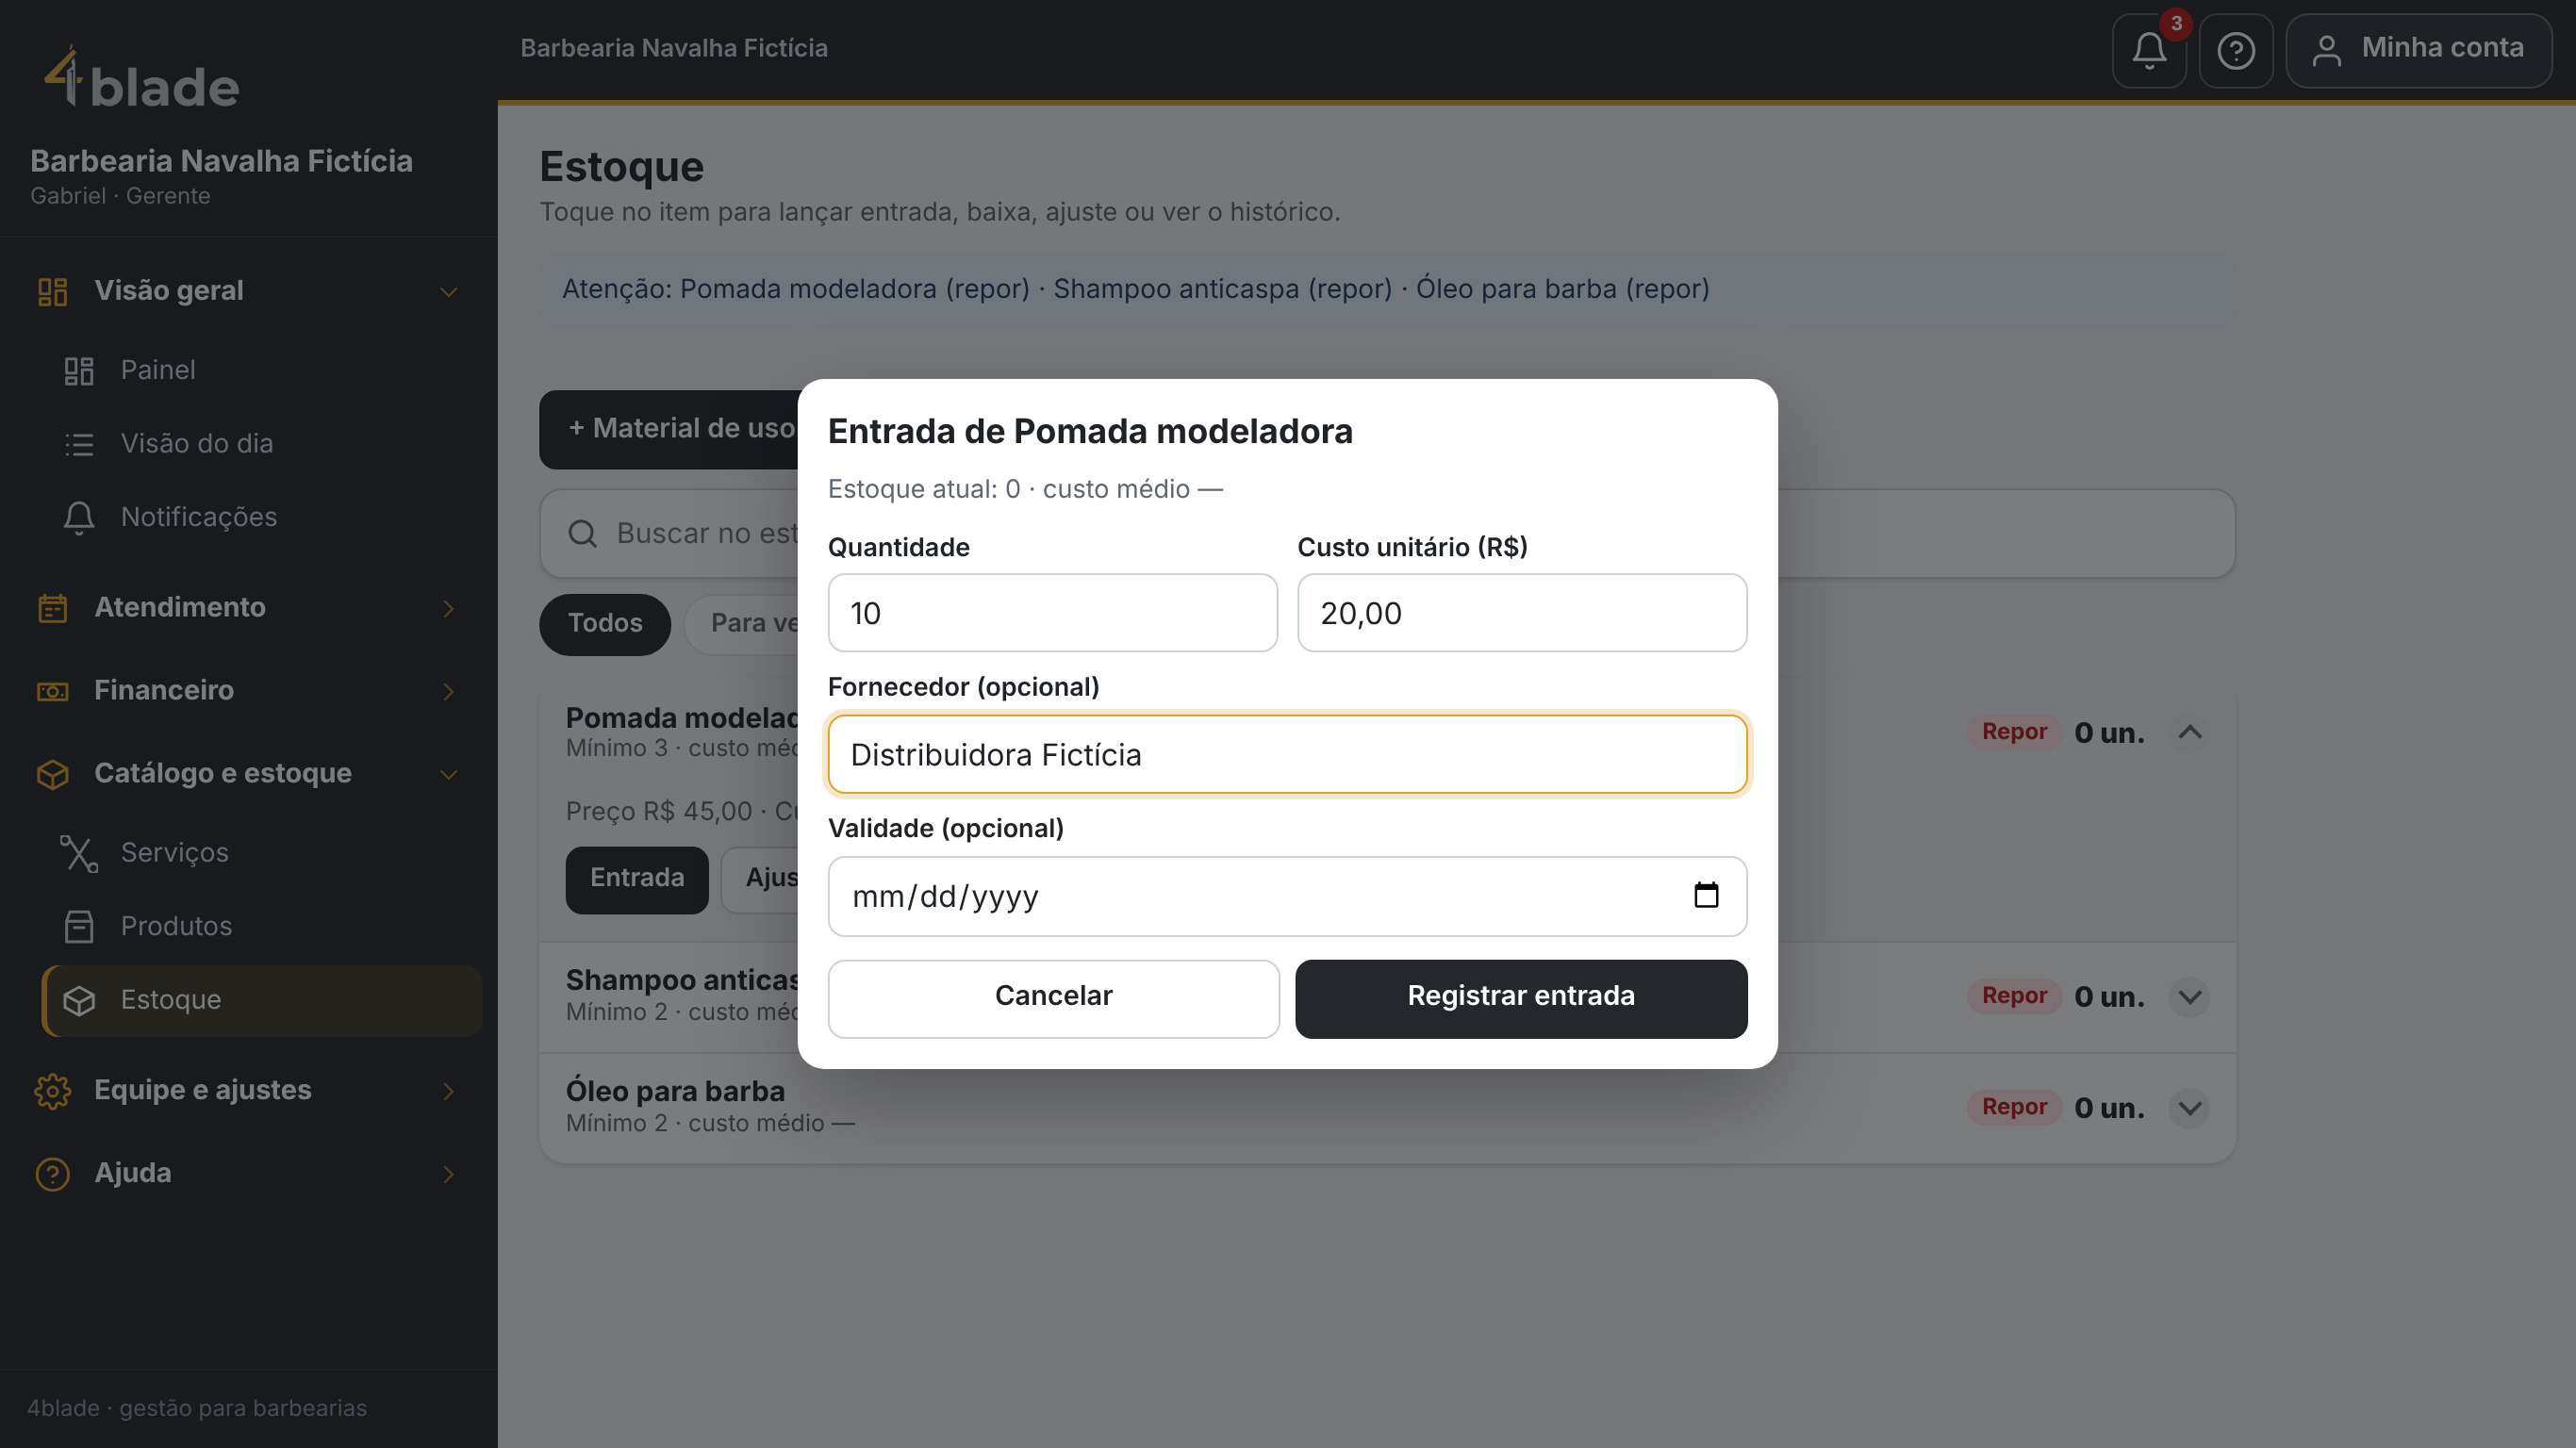 4blade
Barbearia Navalha Fictícia
Gabriel · Gerente
Visão geral
Painel
Visão do dia
Notificações
Atendimento
Financeiro
Catálogo e estoque
Serviços
Produtos
Estoque
Equipe e ajustes
Ajuda
4blade · gestão para barbearias
Barbearia Navalha Fictícia
3
Minha conta
Estoque
Toque no item para lançar entrada, baixa, ajuste ou ver o histórico.
Atenção: Pomada modeladora (repor) · Shampoo anticaspa (repor) · Óleo para barba (repor)
+ Material de uso
Buscar no est
Todos
Para ve
Pomada modelad
Mínimo 3 · custo méd
Repor 0 un.
Preço R$ 45,00 · Cu
Entrada
Ajus
Shampoo anticas
Mínimo 2 · custo méd
Repor 0 un.
Óleo para barba
Mínimo 2 · custo médio —
Repor 0 un.
Entrada de Pomada modeladora
Estoque atual: 0 · custo médio —
Quantidade
Custo unitário (R$)
10
20,00
Fornecedor (opcional)
Distribuidora Fictícia
Validade (opcional)
mm/dd/yyyy
Cancelar
Registrar entrada